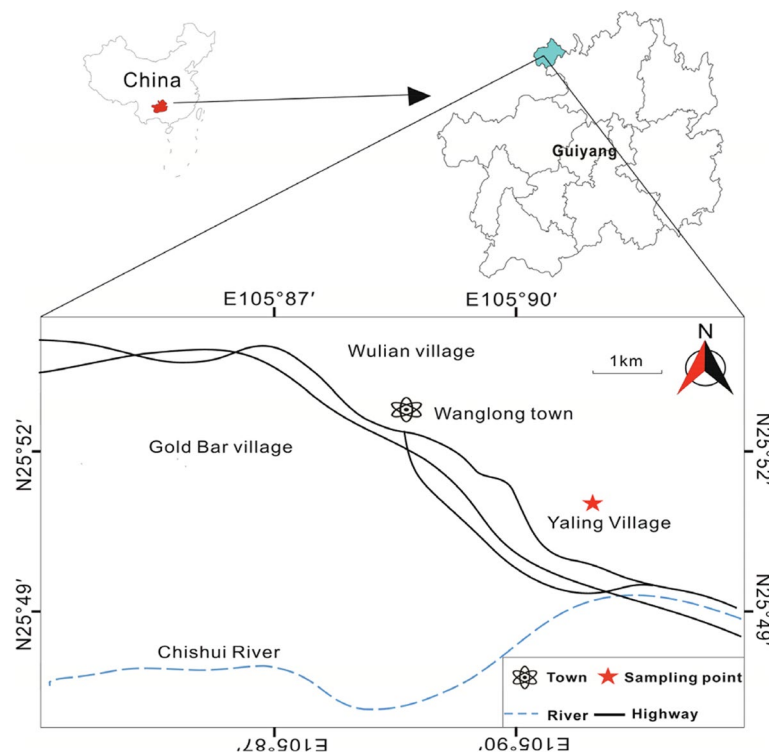 China
Guiyang
E105°87′
E105°90′
N
Wulian village
1km
Wanglong town
N25°52′
N25°52′
Gold Bar village
Yaling Village
N25°49′
N25°49′
Chishui River
Town
Sampling point
River
Highway
E105°87′
E105°90′